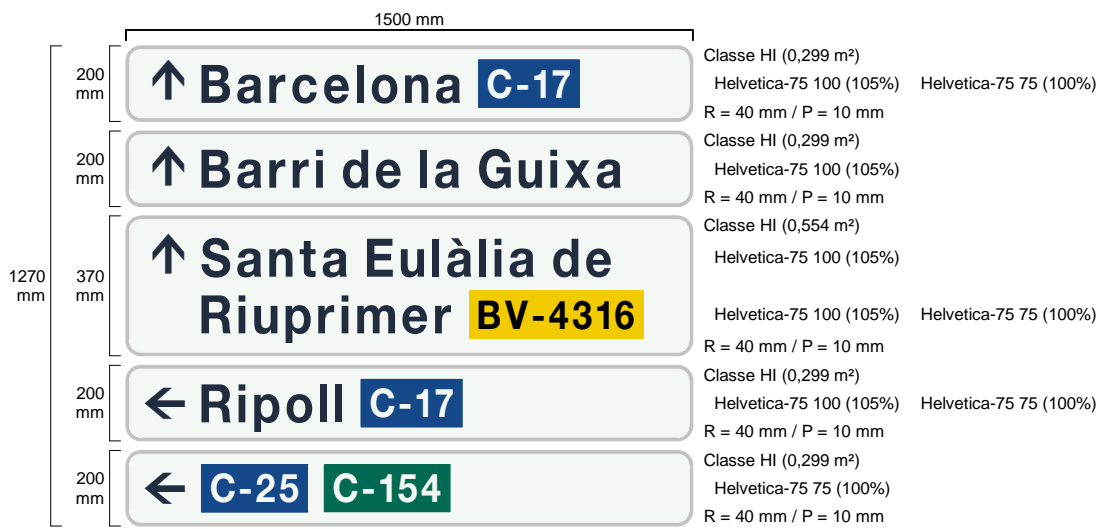 1500 mm
200 mm
↑ Barcelona C-17
Classe HI (0,299 m²)
Helvetica-75 100 (105%) Helvetica-75 75 (100%)
R = 40 mm / P = 10 mm
200 mm
↑ Barri de la Guixa
Classe HI (0,299 m²)
Helvetica-75 100 (105%)
R = 40 mm / P = 10 mm
1270 mm
370 mm
↑ Santa Eulàlia de
Riuprimer BV-4316
Classe HI (0,554 m²)
Helvetica-75 100 (105%)
Helvetica-75 100 (105%) Helvetica-75 75 (100%)
R = 40 mm / P = 10 mm
200 mm
← Ripoll C-17
Classe HI (0,299 m²)
Helvetica-75 100 (105%) Helvetica-75 75 (100%)
R = 40 mm / P = 10 mm
200 mm
← C-25 C-154
Classe HI (0,299 m²)
Helvetica-75 75 (100%)
R = 40 mm / P = 10 mm